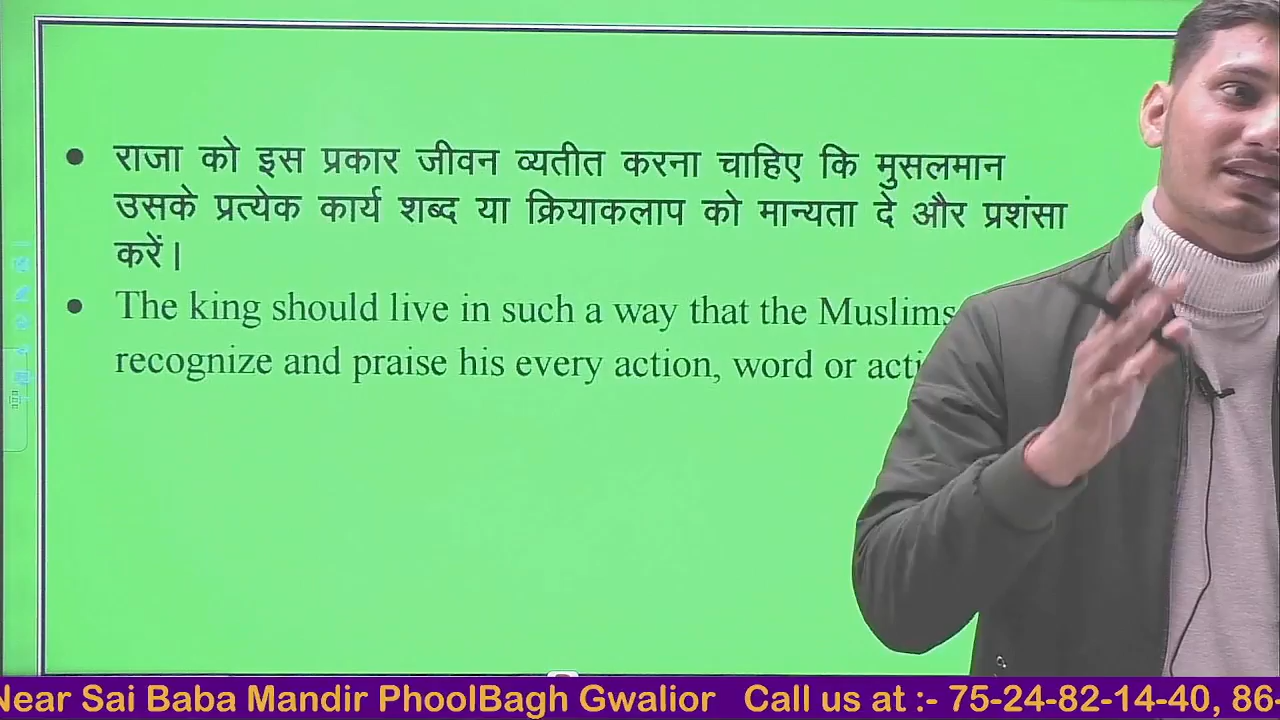 • राजा को इस प्रकार जीवन व्यतीत करना चाहिए कि मुसलमान
उसके प्रत्येक कार्य शब्द या क्रियाकलाप को मान्यता दे और प्रशंसा
करें।
• The king should live in such a way that the Muslims
recognize and praise his every action, word or
Near Sai Baba Mandir PhoolBagh Gwalior Call us at :- 75-24-82-14-40, 86